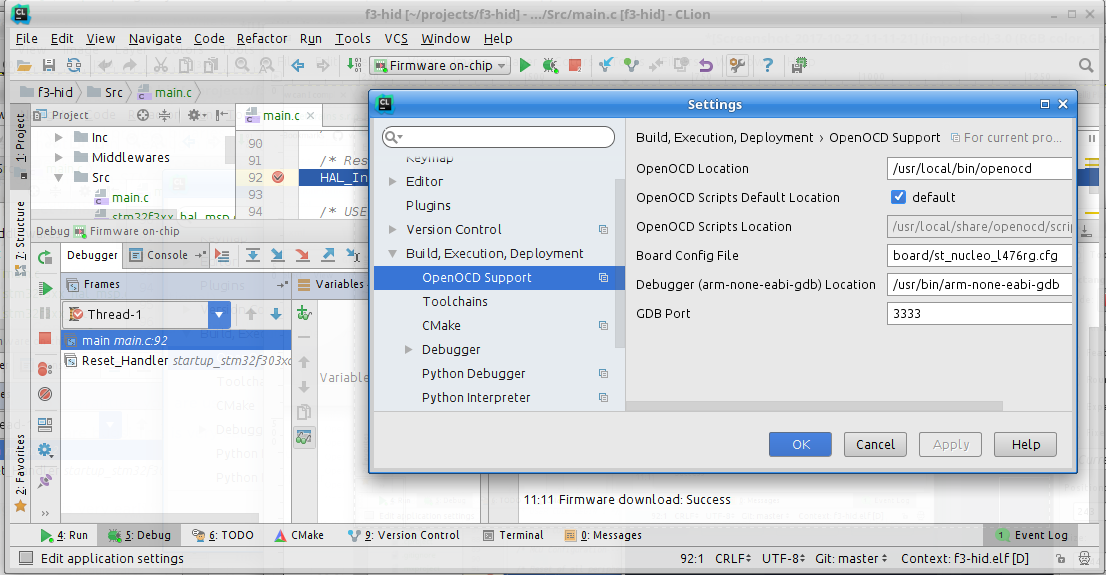 f3-hid [~/projects/f3-hid] - .../Src/main.c [f3-hid] - CLion
File Edit View Navigate Code Refactor Run Tools VCS Window Help
Firmware on-chip
f3-hid Src main.c
1: Project
Z: Structure
2: Favorites
Project
Inc
Middlewares
Src
main.c
stm32f3xx_hal_msp.c
main.c
90
91 /* Res
92 HAL_In
93
94 /* USE
Debug Firmware on-chip
Debugger Console
Frames
Variables
Thread-1
main main.c:92
Reset_Handler startup_stm32f303xc
Variable
Settings
Keymap
Editor
Plugins
Version Control
Build, Execution, Deployment
OpenOCD Support
Toolchains
CMake
Debugger
Python Debugger
Python Interpreter
Build, Execution, Deployment › OpenOCD Support For current pro...
OpenOCD Location /usr/local/bin/openocd
OpenOCD Scripts Default Location default
OpenOCD Scripts Location /usr/local/share/openocd/scrip
Board Config File board/st_nucleo_l476rg.cfg
Debugger (arm-none-eabi-gdb) Location /usr/bin/arm-none-eabi-gdb
GDB Port 3333
OK Cancel Apply Help
11:11 Firmware download: Success
4: Run 5: Debug 6: TODO CMake 9: Version Control Terminal 0: Messages 1 Event Log
Edit application settings 92:1 CRLF UTF-8 Git: master Context: f3-hid.elf [D]